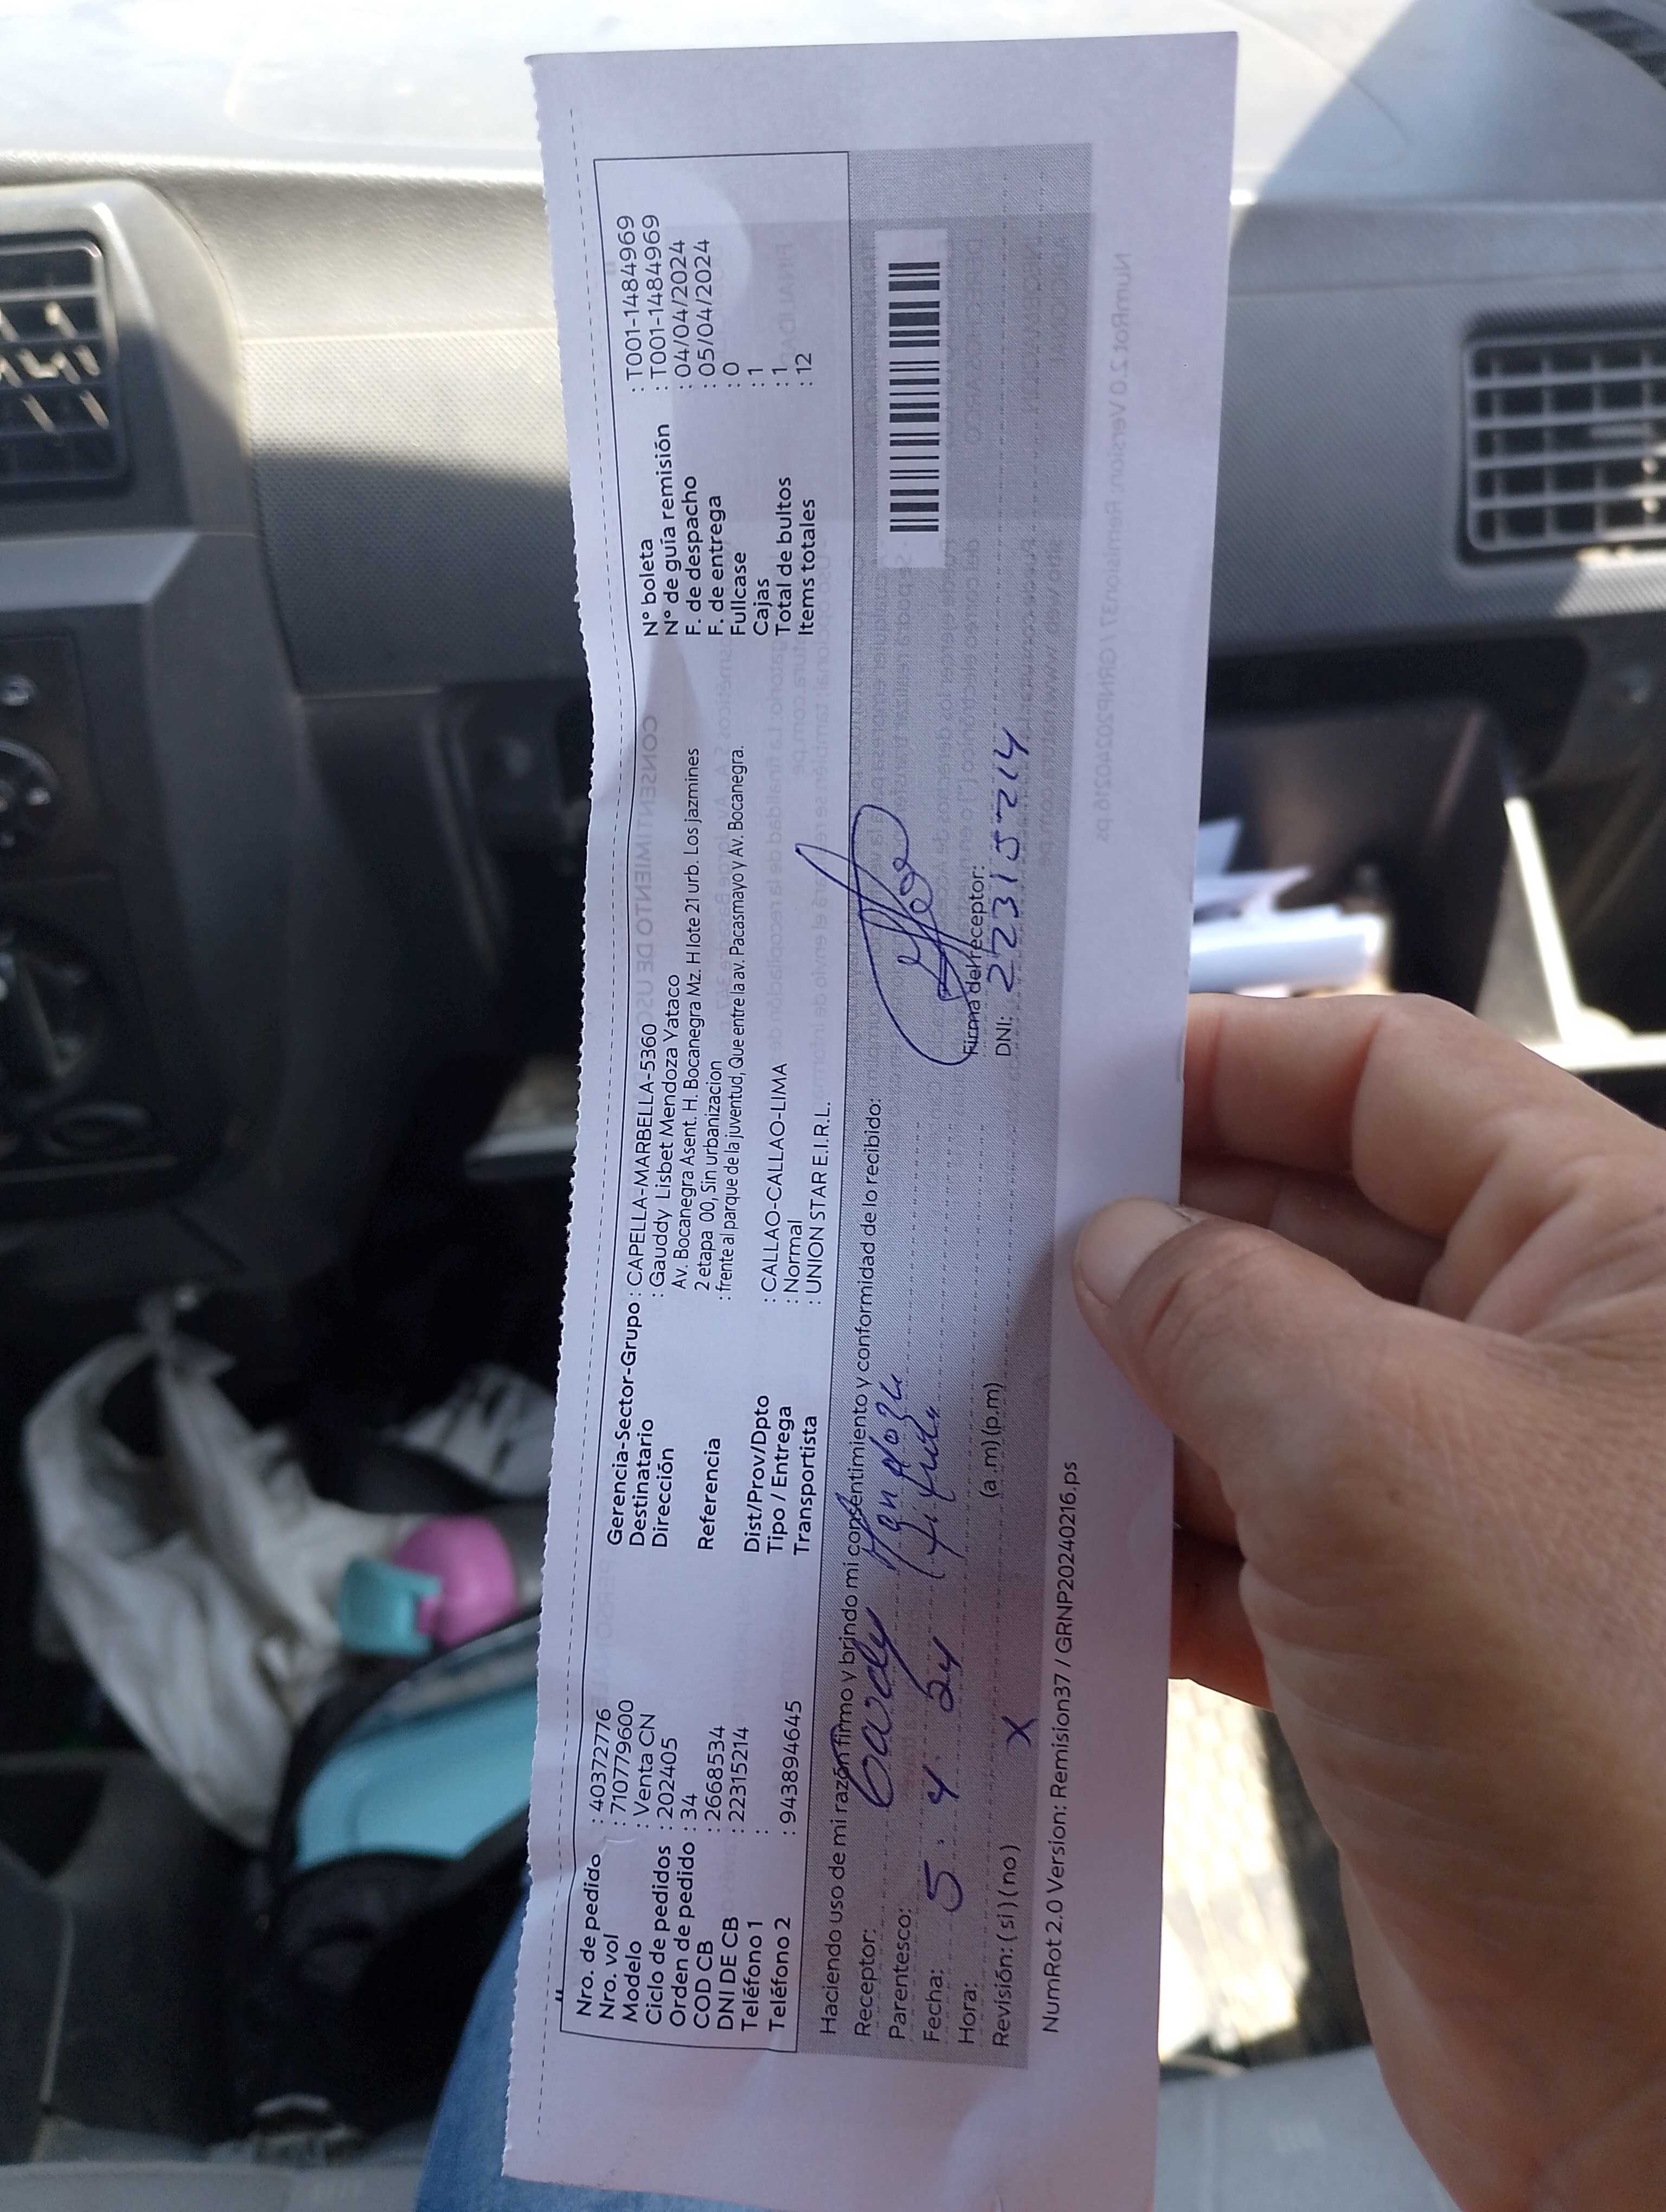 Nro. de pedido : 40372776
Nro. vol : 7107779600
Modelo : Venta CN
Ciclo de pedidos : 202405
Orden de pedido : 34
COD CB : 2668534
DNI DE CB : 22315214
Teléfono 1 :
Teléfono 2 : 943894645
Gerencia-Sector-Grupo : CAPELLA-MARBELLA-5360
Destinatario : Gauddy Lisbet Mendoza Yataco
Dirección Av. Bocanegra Asent. H. Bocanegra Mz. H lote 21 urb. Los jazmines
2 etapa 00, Sin urbanizacion
Referencia : frente al parque de la juventud, Que entre la av. Pacasmayo y Av. Bocanegra.
Dist/Prov/Dpto : CALLAO-CALLAO-LIMA
Tipo / Entrega : Normal
Transportista : UNION STAR E.I.R.L.
N° boleta : T001-1484969
N° de guía remisión : T001-1484969
F. de despacho : 04/04/2024
F. de entrega : 05/04/2024
Fullcase : 0
Cajas : 1
Total de bultos : 1
Items totales : 12
Haciendo uso de mi razón firmo y brindo mi consentimiento y conformidad de lo recibido:
Receptor: Gaudy Mendoza
Parentesco:
Fecha: 5. 4. 24
Hora: (a.m) (p.m)
Revisión: (si) (no) X
Firma del receptor:
DNI: 22315214
NumRot 2.0 Version: Remision37 / GRNP20240216.ps